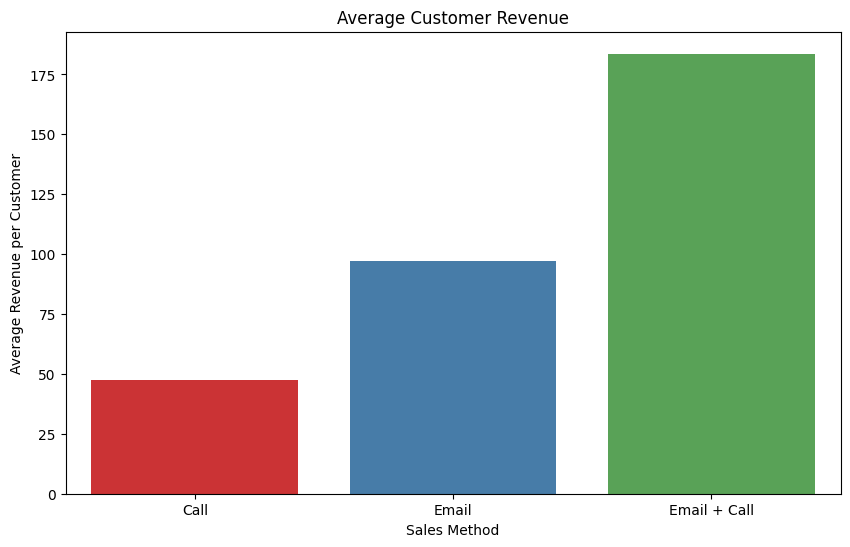 Average Customer Revenue
Average Revenue per Customer
175
150
125
100
75
50
25
0
Call
Email
Email + Call
Sales Method